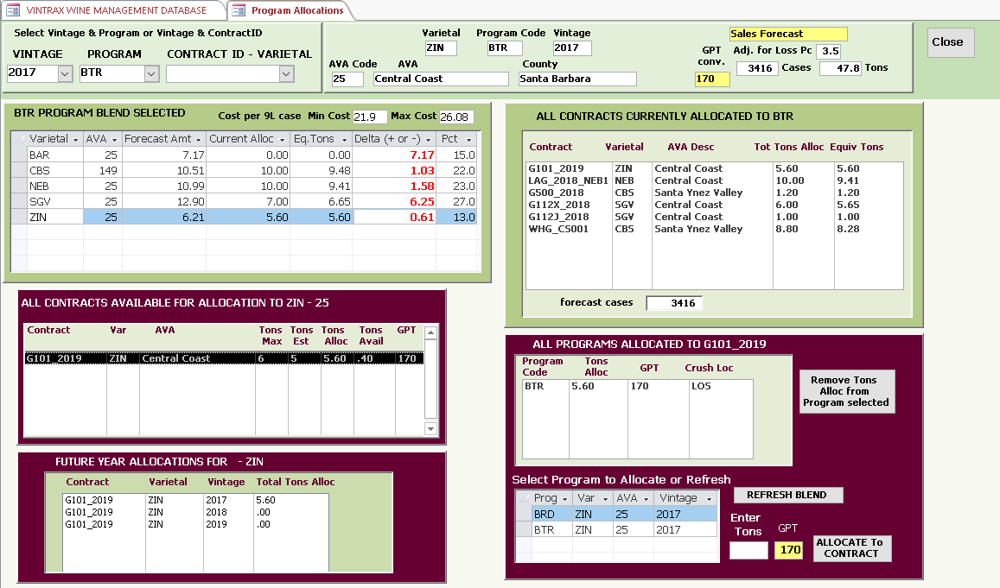 VINTRAX WINE MANAGEMENT DATABASE
Program Allocations
Select Vintage & Program or Vintage & ContractID
VINTAGE PROGRAM CONTRACT ID - VARIETAL
2017 BTR
Varietal Program Code Vintage
ZIN BTR 2017
AVA Code AVA County
25 Central Coast Santa Barbara
GPT conv.
170
Sales Forecast
Adj. for Loss Pc 3.5
3416 Cases 47.8 Tons
Close
BTR PROGRAM BLEND SELECTED Cost per 9L case Min Cost 21.9 Max Cost 26.08
Varietal AVA Forecast Amt Current Alloc Eq.Tons Delta (+ or -) Pct
BAR 25 7.17 0.00 0.00 7.17 15.0
CBS 149 10.51 10.00 9.48 1.03 22.0
NEB 25 10.99 10.00 9.41 1.58 23.0
SGV 25 12.90 7.00 6.65 6.25 27.0
ZIN 25 6.21 5.60 5.60 0.61 13.0
ALL CONTRACTS CURRENTLY ALLOCATED TO BTR
Contract Varietal AVA Desc Tot Tons Alloc Equiv Tons
G101_2019 ZIN Central Coast 5.60 5.60
LAG_2018_NEB1 NEB Central Coast 10.00 9.41
G500_2018 CBS Santa Ynez Valley 1.20 1.20
G112X_2018 SGV Central Coast 6.00 5.65
G112J_2018 SGV Central Coast 1.00 1.00
WHG_CS001 CBS Santa Ynez Valley 8.80 8.28
forecast cases 3416
ALL CONTRACTS AVAILABLE FOR ALLOCATION TO ZIN - 25
Contract Var AVA Tons Max Tons Est Tons Alloc Tons Avail GPT
G101_2019 ZIN Central Coast 6 5 5.60 .40 170
FUTURE YEAR ALLOCATIONS FOR - ZIN
Contract Varietal Vintage Total Tons Alloc
G101_2019 ZIN 2017 5.60
G101_2019 ZIN 2018 .00
G101_2019 ZIN 2019 .00
ALL PROGRAMS ALLOCATED TO G101_2019
Program Code Tons Alloc GPT Crush Loc
BTR 5.60 170 LOS
Remove Tons
Alloc from
Program selected
Select Program to Allocate or Refresh
Prog Var AVA Vintage
BRD ZIN 25 2017
BTR ZIN 25 2017
REFRESH BLEND
Enter Tons
GPT
170
ALLOCATE To
CONTRACT